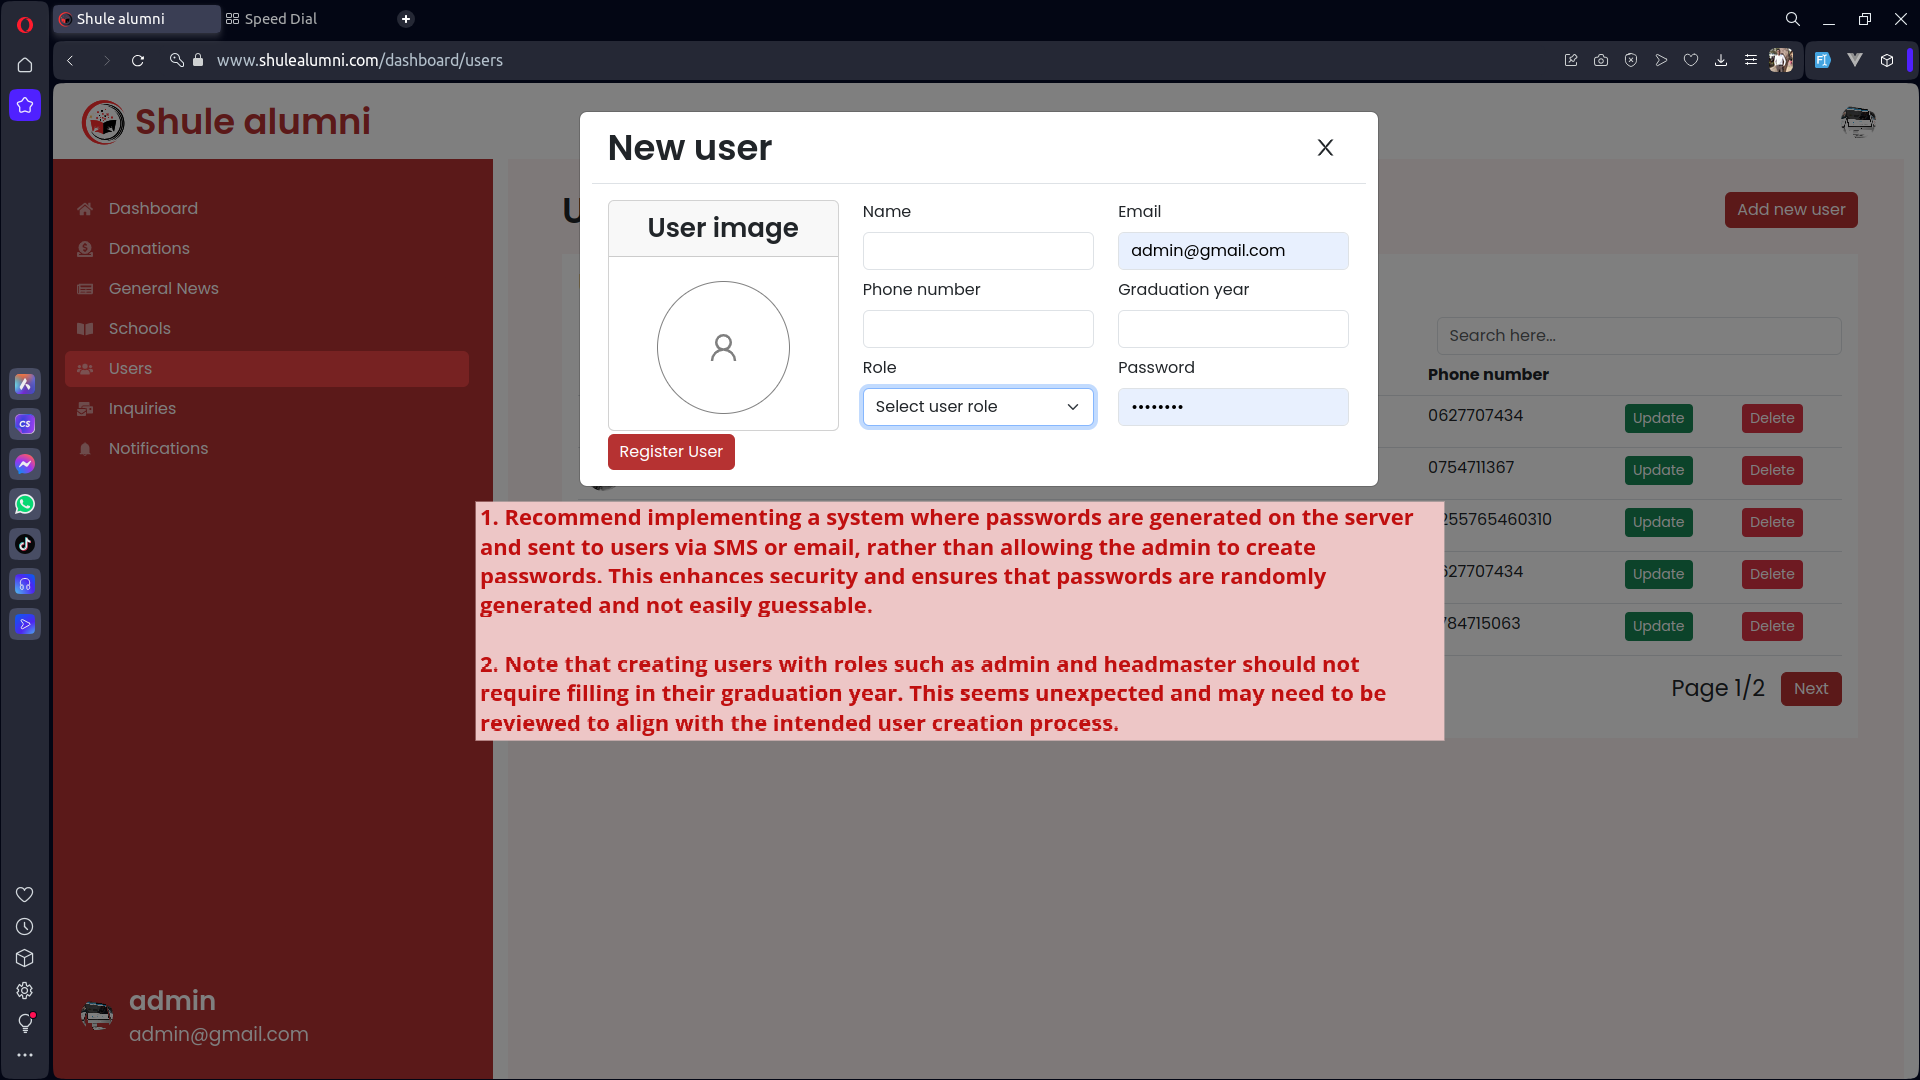 Shule alumni
Speed Dial
www.shulealumni.com/dashboard/users
Shule alumni
Dashboard
Donations
General News
Schools
Users
Inquiries
Notifications
admin
admin@gmail.com
U
Add new user
Search here...
Phone number
0627707434 Update Delete
0754711367 Update Delete
255765460310 Update Delete
627707434 Update Delete
784715063 Update Delete
Page 1/2 Next
New user
X
User image
Name
Email
admin@gmail.com
Phone number
Graduation year
Role
Password
Select user role
••••••••
Register User
1. Recommend implementing a system where passwords are generated on the server
and sent to users via SMS or email, rather than allowing the admin to create
passwords. This enhances security and ensures that passwords are randomly
generated and not easily guessable.
2. Note that creating users with roles such as admin and headmaster should not
require filling in their graduation year. This seems unexpected and may need to be
reviewed to align with the intended user creation process.
CS